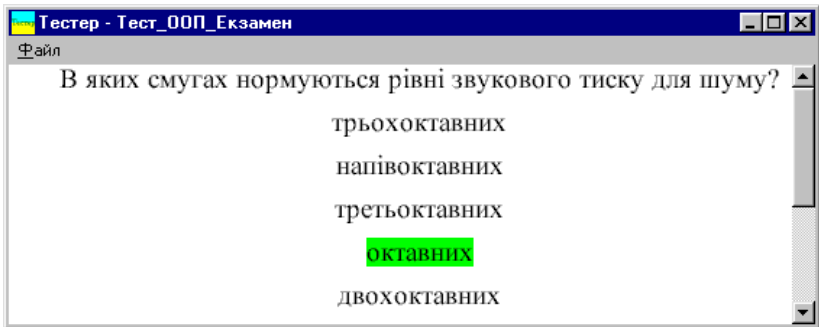 Тестер - Тест_ООП_Екзамен
Файл
В яких смугах нормуються рівні звукового тиску для шуму?
трьохоктавних
напівоктавних
третьоктавних
октавних
двохоктавних